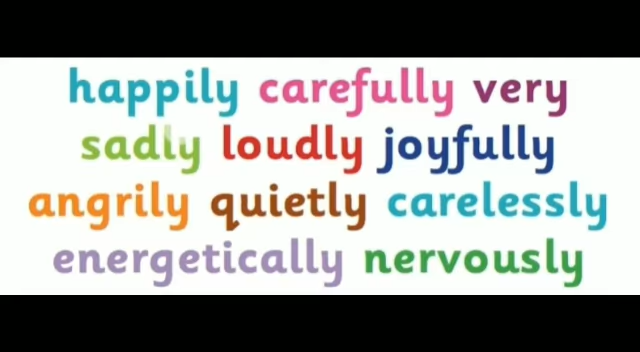 happily carefully very
sadly loudly joyfully
angrily quietly carelessly
energetically nervously